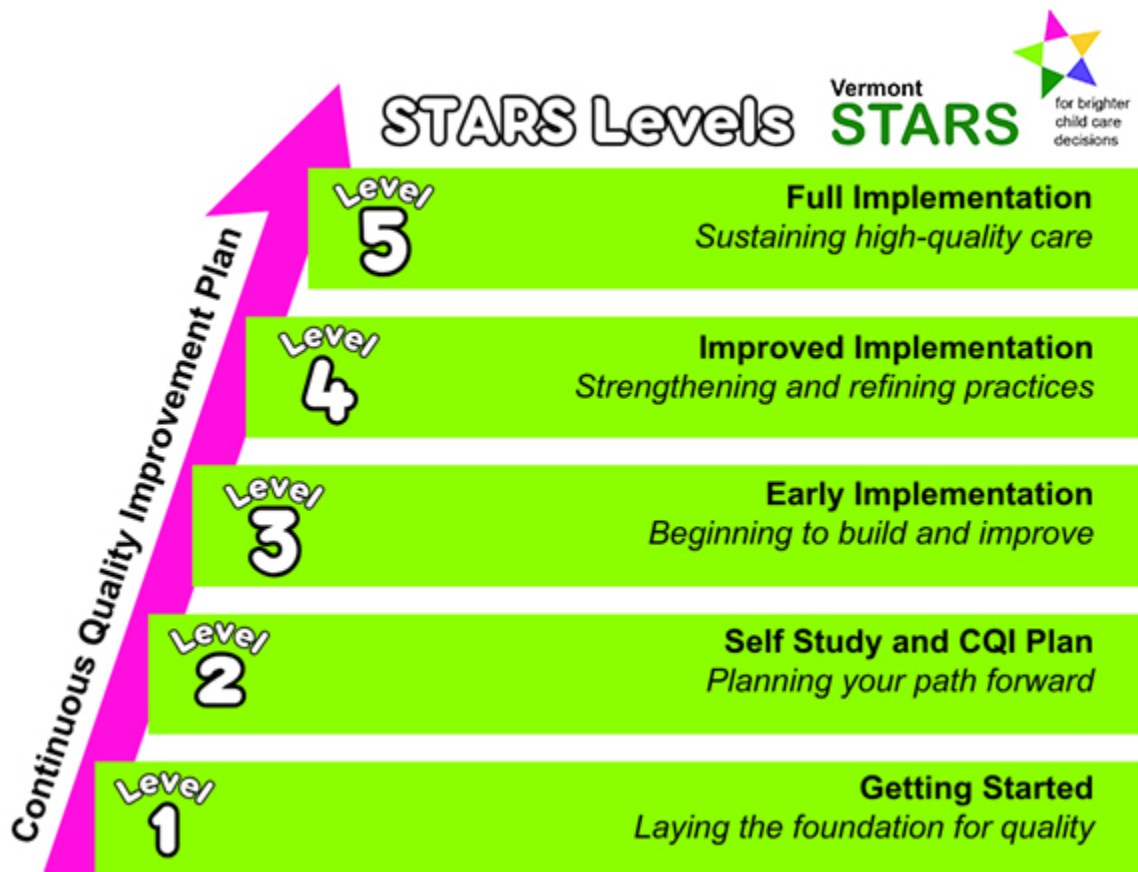 STARS Levels
Vermont
STARS
for brighter
child care
decisions
Continuous Quality Improvement Plan
Level
5
Full Implementation
Sustaining high-quality care
Level
4
Improved Implementation
Strengthening and refining practices
Level
3
Early Implementation
Beginning to build and improve
Level
2
Self Study and CQI Plan
Planning your path forward
Level
1
Getting Started
Laying the foundation for quality